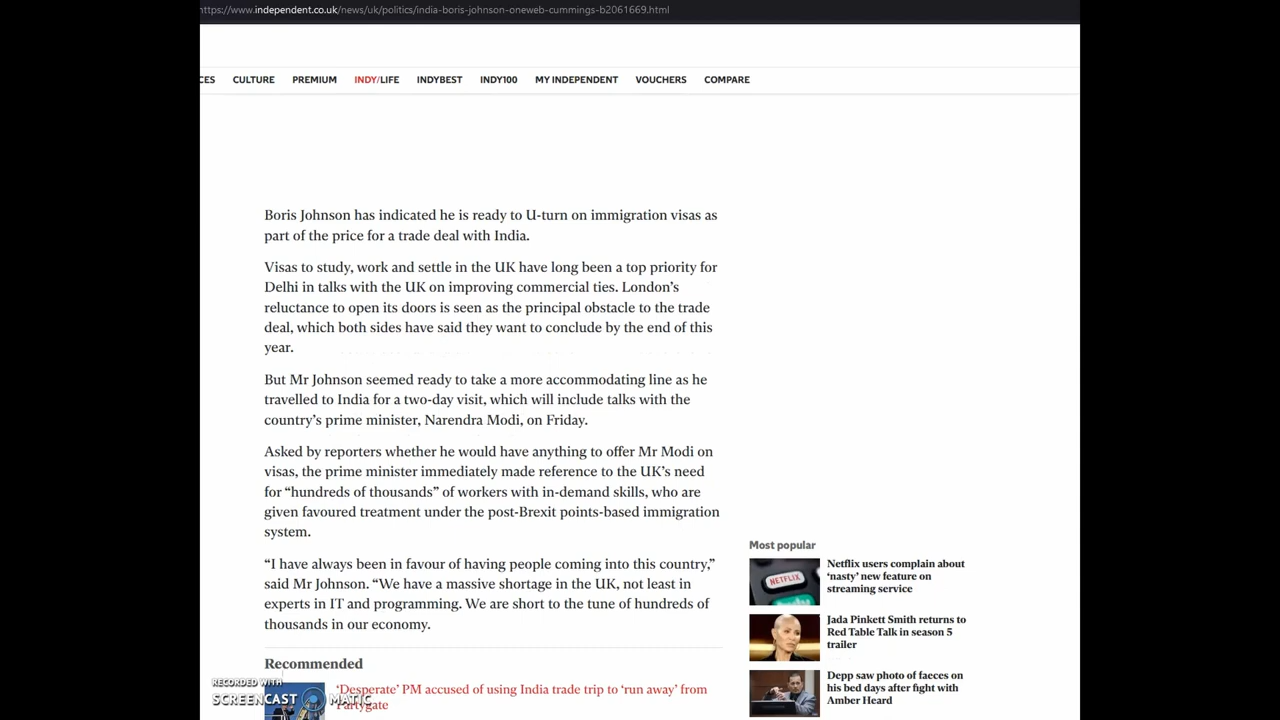 https://www.independent.co.uk/news/uk/politics/india-boris-johnson-oneweb-cummings-b2061669.html
CES CULTURE PREMIUM INDY/LIFE INDYBEST INDY100 MY INDEPENDENT VOUCHERS COMPARE
Boris Johnson has indicated he is ready to U-turn on immigration visas as
part of the price for a trade deal with India.
Visas to study, work and settle in the UK have long been a top priority for
Delhi in talks with the UK on improving commercial ties. London’s
reluctance to open its doors is seen as the principal obstacle to the trade
deal, which both sides have said they want to conclude by the end of this
year.
But Mr Johnson seemed ready to take a more accommodating line as he
travelled to India for a two-day visit, which will include talks with the
country’s prime minister, Narendra Modi, on Friday.
Asked by reporters whether he would have anything to offer Mr Modi on
visas, the prime minister immediately made reference to the UK’s need
for “hundreds of thousands” of workers with in-demand skills, who are
given favoured treatment under the post-Brexit points-based immigration
system.
“I have always been in favour of having people coming into this country,”
said Mr Johnson. “We have a massive shortage in the UK, not least in
experts in IT and programming. We are short to the tune of hundreds of
thousands in our economy.
Recommended
‘Desperate’ PM accused of using India trade trip to ‘run away’ from
Partygate
Most popular
NETFLIX
Netflix users complain about
‘nasty’ new feature on
streaming service
Jada Pinkett Smith returns to
Red Table Talk in season 5
trailer
Depp saw photo of faeces on
his bed days after fight with
Amber Heard
RECORDED WITH
SCREENCAST MATIC